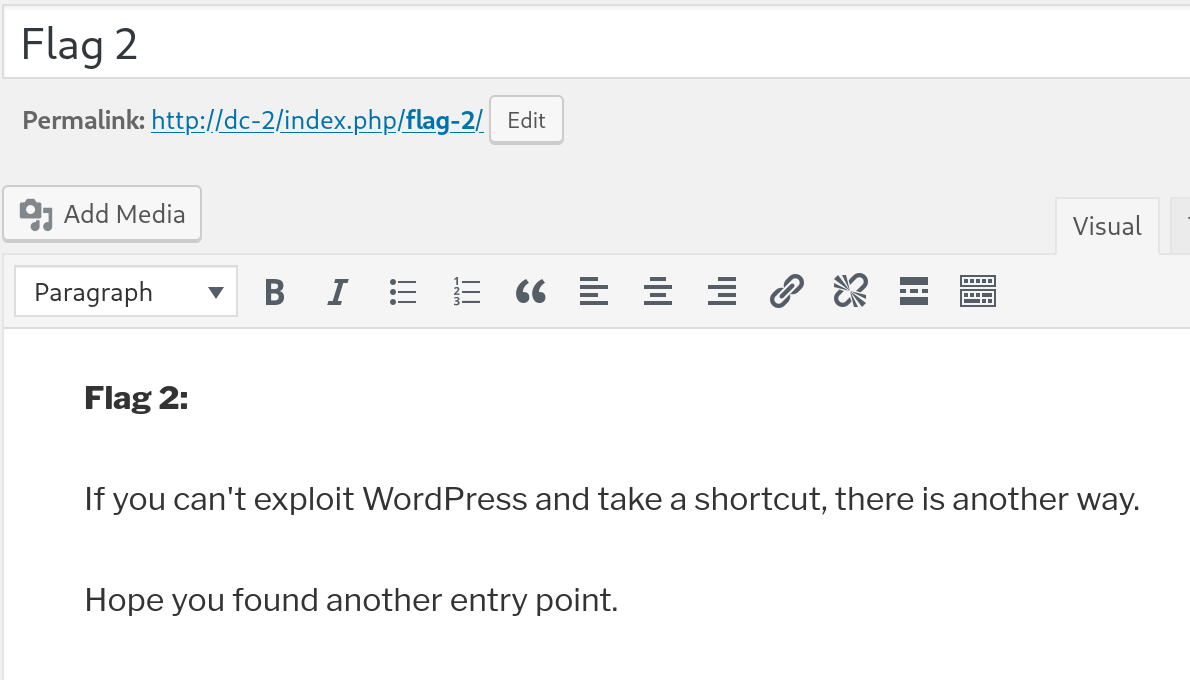 Flag 2
Permalink: http://dc-2/index.php/flag-2/ Edit
Add Media
Visual
Paragraph
Flag 2:
If you can't exploit WordPress and take a shortcut, there is another way.
Hope you found another entry point.